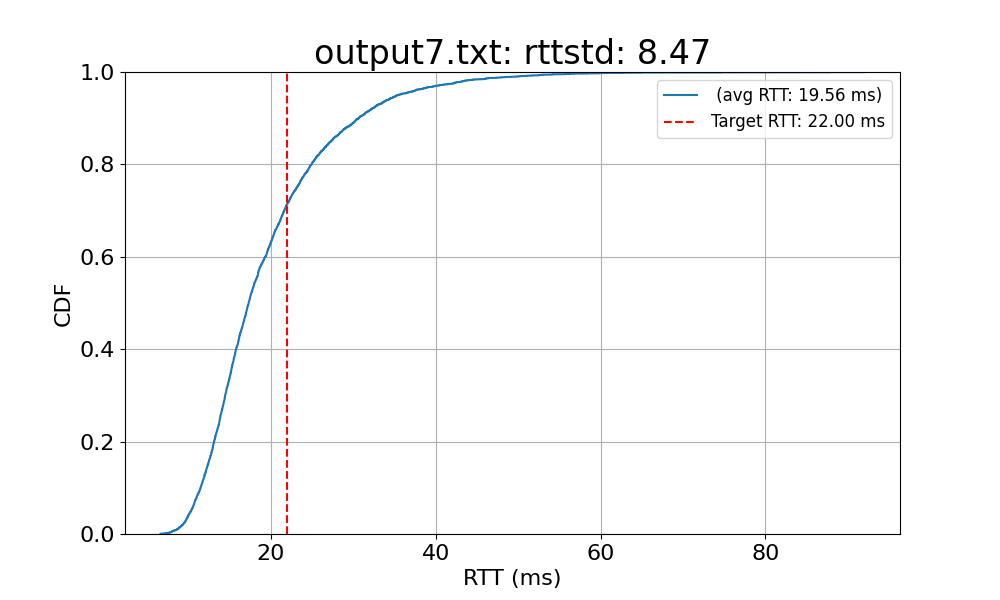 output7.txt: rttstd: 8.47
1.0
0.8
0.6
0.4
0.2
0.0
CDF
(avg RTT: 19.56 ms)
Target RTT: 22.00 ms
20 40 60 80
RTT (ms)